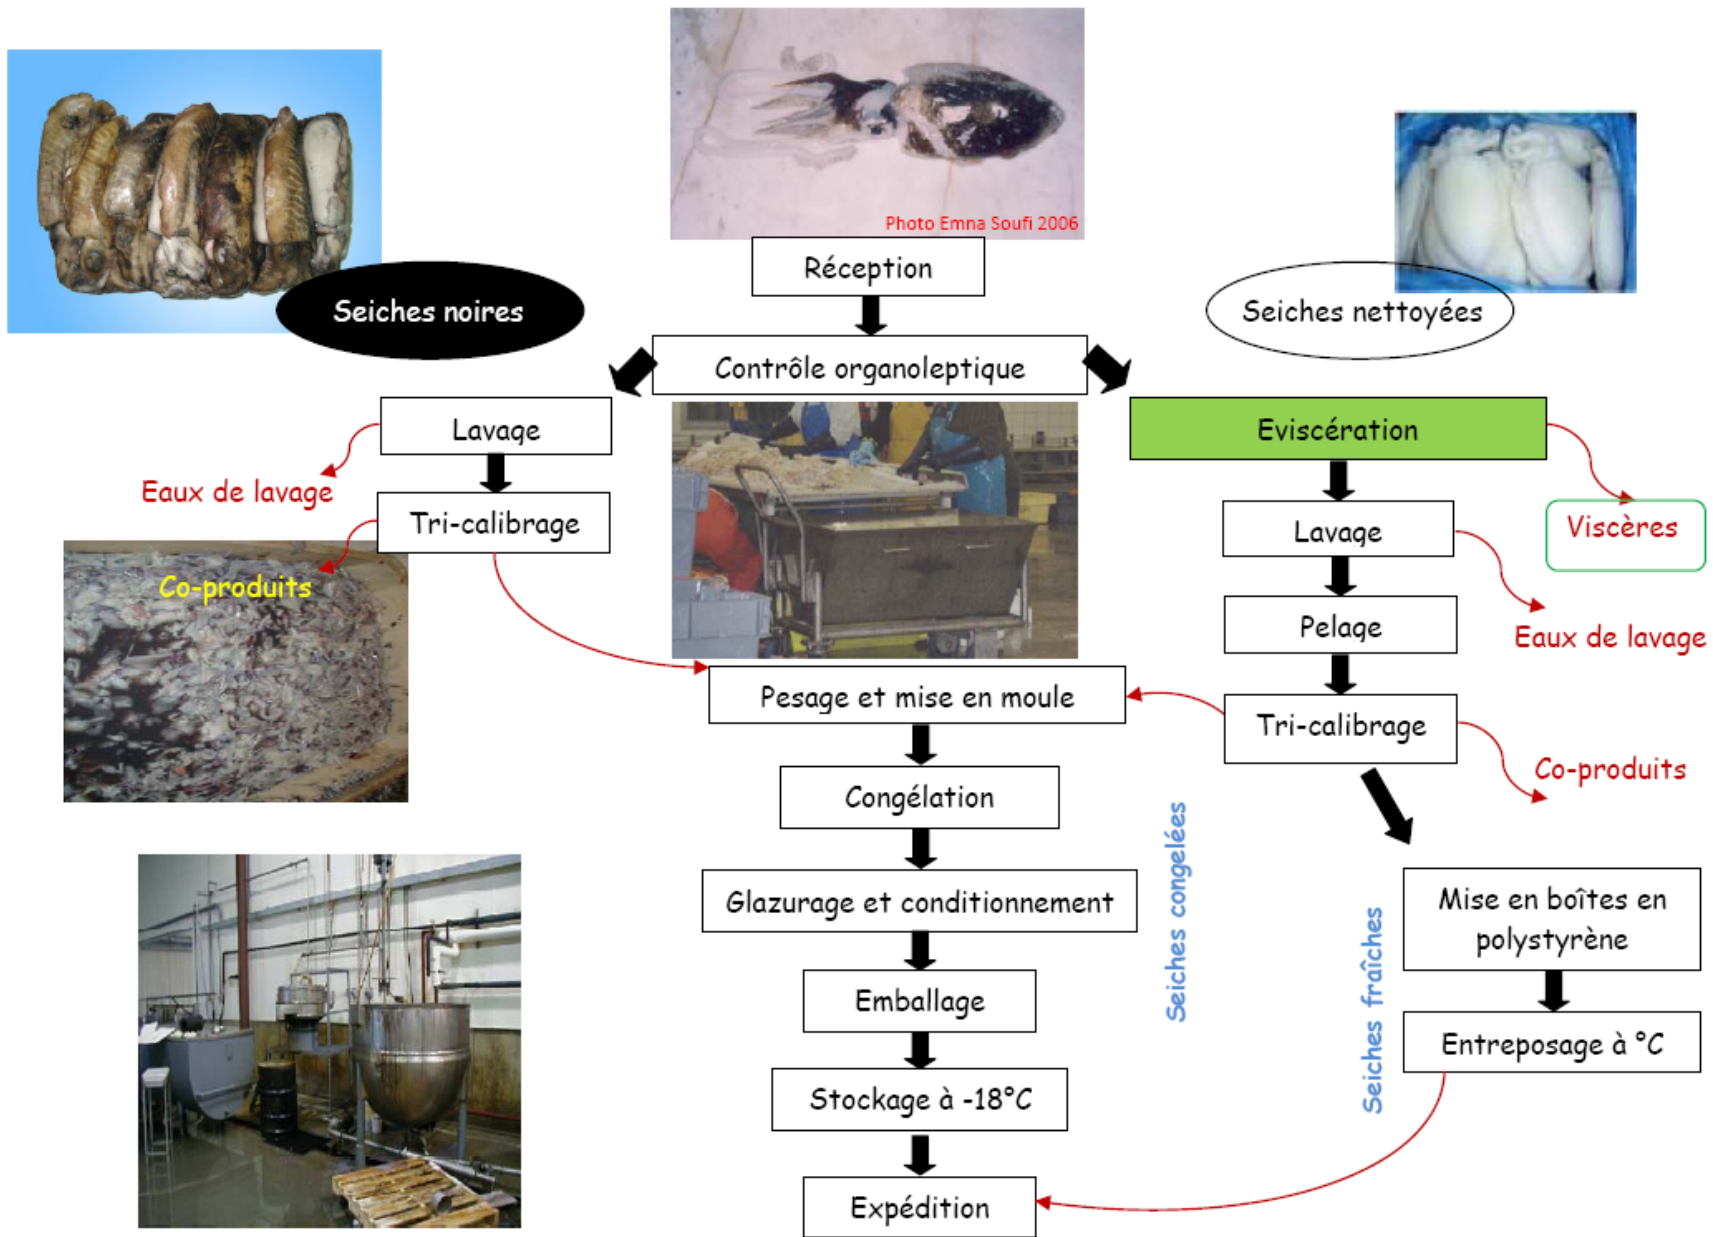 Photo Emna Soufi 2006
Réception
Seiches noires
Seiches nettoyées
Contrôle organoleptique
Lavage
Eviscération
Eaux de lavage
Tri-calibrage
Lavage
Viscères
Co-produits
Pelage
Eaux de lavage
Pesage et mise en moule
Tri-calibrage
Co-produits
Congélation
Seiches congelées
Glazurage et conditionnement
Mise en boîtes en
polystyrène
Seiches fraîches
Emballage
Entreposage à °C
Stockage à -18°C
Expédition